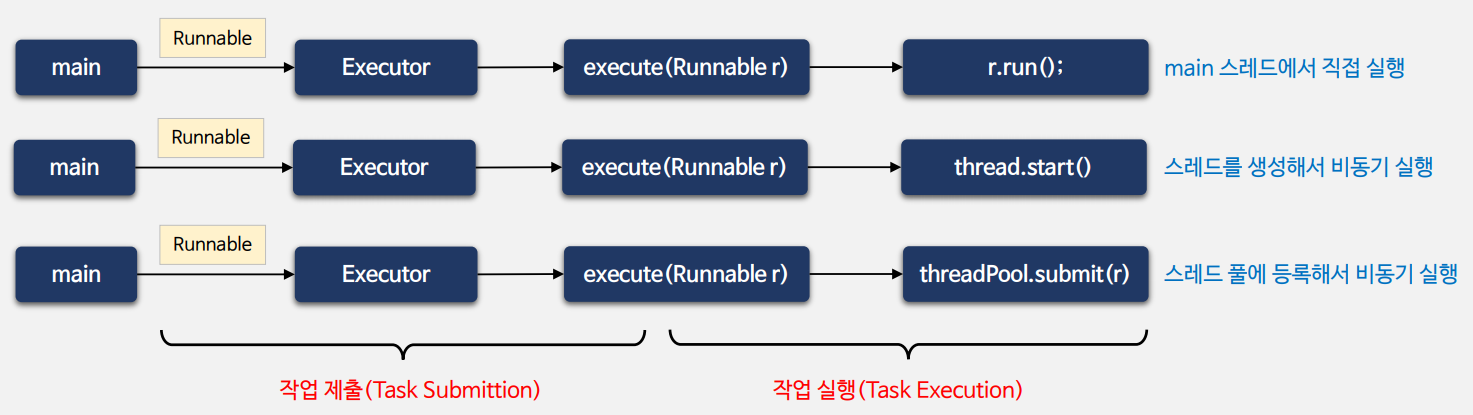 Runnable
main
Executor
execute(Runnable r)
r.run();
main 스레드에서 직접 실행
Runnable
main
Executor
execute(Runnable r)
thread.start()
스레드를 생성해서 비동기 실행
Runnable
main
Executor
execute(Runnable r)
threadPool.submit(r)
스레드 풀에 등록해서 비동기 실행
작업 제출(Task Submittion)
작업 실행(Task Execution)